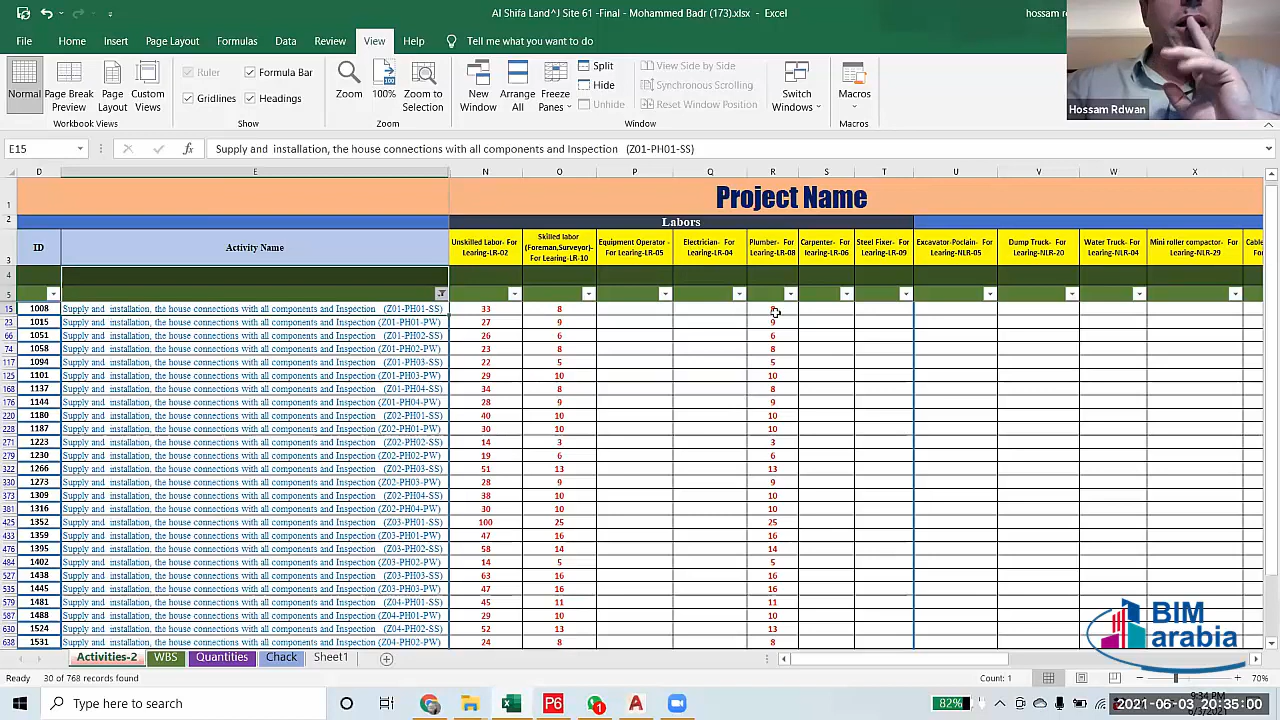 Al Shifa Land^J Site 61 -Final - Mohammed Badr (173).xlsx - Excel
hossam r
File Home Insert Page Layout Formulas Data Review View Help Tell me what you want to do
Normal
Page Break Preview
Page Layout
Custom Views
Workbook Views
Ruler
Formula Bar
Gridlines
Headings
Show
Zoom
100%
Zoom to Selection
Zoom
New Window
Arrange All
Freeze Panes
Split
Hide
Unhide
View Side by Side
Synchronous Scrolling
Reset Window Position
Window
Switch Windows
Macros
Macros
Hossam Rdwan
E15
fx
Supply and installation, the house connections with all components and Inspection (Z01-PH01-SS)
D E N O P Q R S T U V W X
1 Project Name
2 Labors
3 ID Activity Name Unskilled Labor- For Learing-LR-02 Skilled labor (Foreman,Surveyor)- For Learing-LR-10 Equipment Operator - For Learing-LR-05 Electrician- For Learing-LR-04 Plumber- For Learing-LR-08 Carpenter- For learing-LR-06 Steel Fixer- For learing-LR-09 Excavator-Poclain- For Learing-NLR-05 Dump Truck- For Learing-NLR-20 Water Truck- For Learing-NLR-04 Mini roller compactor- For Learing-NLR-29
4
5
15 1008 Supply and installation, the house connections with all components and Inspection (Z01-PH01-SS) 33 8
23 1015 Supply and installation, the house connections with all components and Inspection (Z01-PH01-PW) 27 9 9
66 1051 Supply and installation, the house connections with all components and Inspection (Z01-PH02-SS) 26 6 6
74 1058 Supply and installation, the house connections with all components and Inspection (Z01-PH02-PW) 23 8 8
117 1094 Supply and installation, the house connections with all components and Inspection (Z01-PH03-SS) 22 5 5
125 1101 Supply and installation, the house connections with all components and Inspection (Z01-PH03-PW) 29 10 10
168 1137 Supply and installation, the house connections with all components and Inspection (Z01-PH04-SS) 34 8 8
176 1144 Supply and installation, the house connections with all components and Inspection (Z01-PH04-PW) 28 9 9
220 1180 Supply and installation, the house connections with all components and Inspection (Z02-PH01-SS) 40 10 10
228 1187 Supply and installation, the house connections with all components and Inspection (Z02-PH01-PW) 30 10 10
271 1223 Supply and installation, the house connections with all components and Inspection (Z02-PH02-SS) 14 3 3
279 1230 Supply and installation, the house connections with all components and Inspection (Z02-PH02-PW) 19 6 6
322 1266 Supply and installation, the house connections with all components and Inspection (Z02-PH03-SS) 51 13 13
330 1273 Supply and installation, the house connections with all components and Inspection (Z02-PH03-PW) 28 9 9
373 1309 Supply and installation, the house connections with all components and Inspection (Z02-PH04-SS) 38 10 10
381 1316 Supply and installation, the house connections with all components and Inspection (Z02-PH04-PW) 30 10 10
425 1352 Supply and installation, the house connections with all components and Inspection (Z03-PH01-SS) 100 25 25
433 1359 Supply and installation, the house connections with all components and Inspection (Z03-PH01-PW) 47 16 16
476 1395 Supply and installation, the house connections with all components and Inspection (Z03-PH02-SS) 58 14 14
484 1402 Supply and installation, the house connections with all components and Inspection (Z03-PH02-PW) 14 5 5
527 1438 Supply and installation, the house connections with all components and Inspection (Z03-PH03-SS) 63 16 16
535 1445 Supply and installation, the house connections with all components and Inspection (Z03-PH03-PW) 47 16 16
579 1481 Supply and installation, the house connections with all components and Inspection (Z04-PH01-SS) 45 11 11
587 1488 Supply and installation, the house connections with all components and Inspection (Z04-PH01-PW) 29 10 10
630 1524 Supply and installation, the house connections with all components and Inspection (Z04-PH02-SS) 52 13 13
638 1531 Supply and installation, the house connections with all components and Inspection (Z04-PH02-PW) 24 8 8
BIM
arabia
Activities-2 WBS Quantities Chack Sheet1
Ready 30 of 768 records found Count: 1 70%
Type here to search
P6
1
82%
9:34 PM
2021-06-03 20:35:00